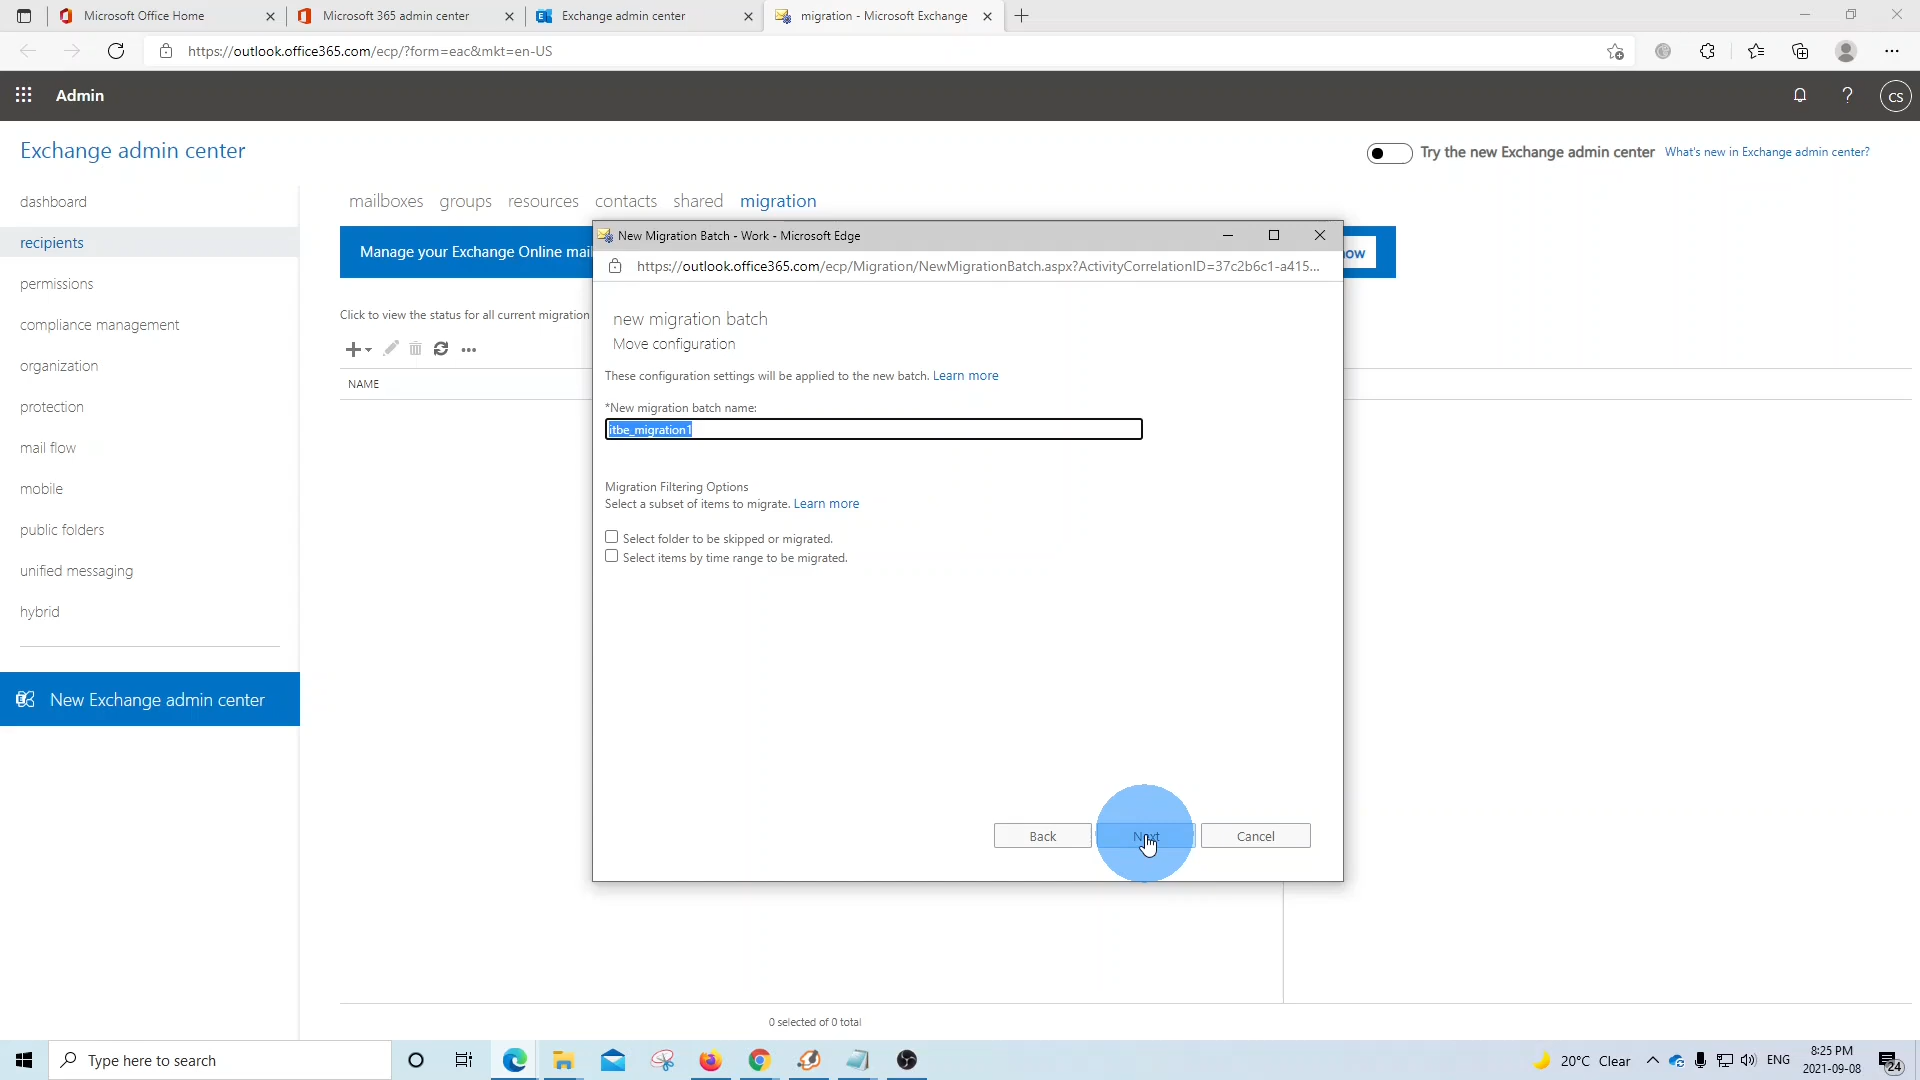 Microsoft Office Home
Microsoft 365 admin center
Exchange admin center
migration - Microsoft Exchange
https://outlook.office365.com/ecp/?form=eac&mkt=en-US
Admin
CS
Exchange admin center
Try the new Exchange admin center
What's new in Exchange admin center?
dashboard
recipients
permissions
compliance management
organization
protection
mail flow
mobile
public folders
unified messaging
hybrid
New Exchange admin center
mailboxes
groups
resources
contacts
shared
migration
Manage your Exchange Online mail
ow
Click to view the status for all current migration
NAME
New Migration Batch - Work - Microsoft Edge
https://outlook.office365.com/ecp/Migration/NewMigrationBatch.aspx?ActivityCorrelationID=37c2b6c1-a415...
new migration batch
Move configuration
These configuration settings will be applied to the new batch. Learn more
*New migration batch name:
itbe_migration1
Migration Filtering Options
Select a subset of items to migrate. Learn more
Select folder to be skipped or migrated.
Select items by time range to be migrated.
Back
Next
Cancel
0 selected of 0 total
Type here to search
20°C Clear
ENG
8:25 PM
2021-09-08
24